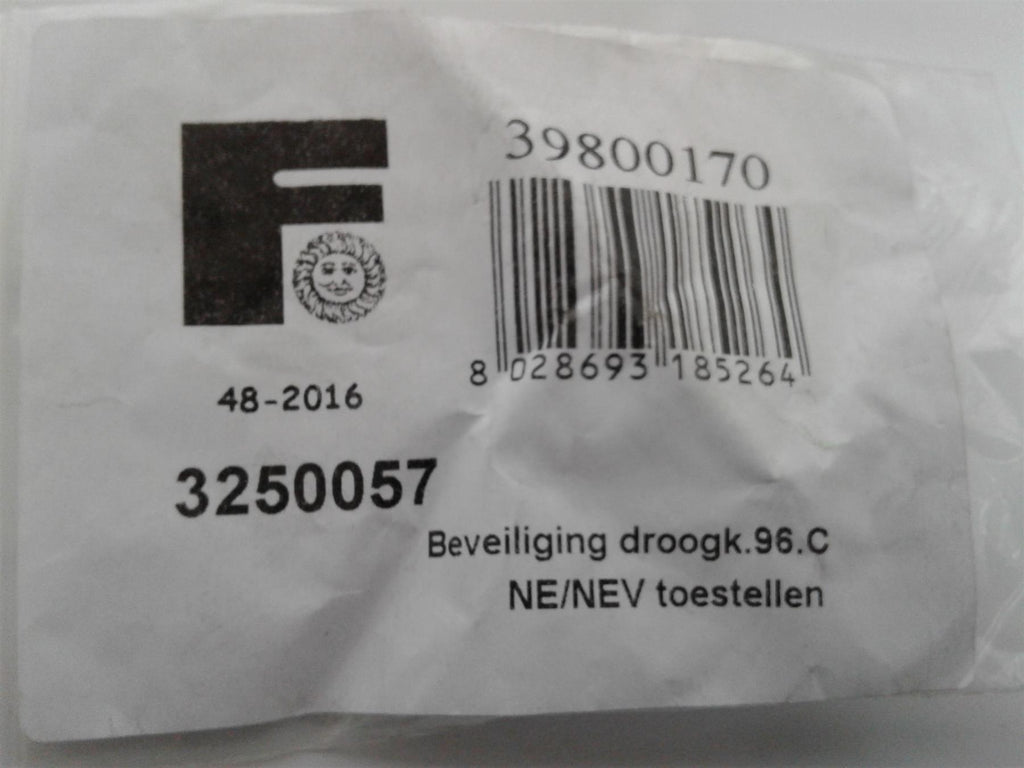 F
39800170
8 028693 185264
48-2016
3250057
Beveiliging droogk.96.C
NE/NEV toestellen